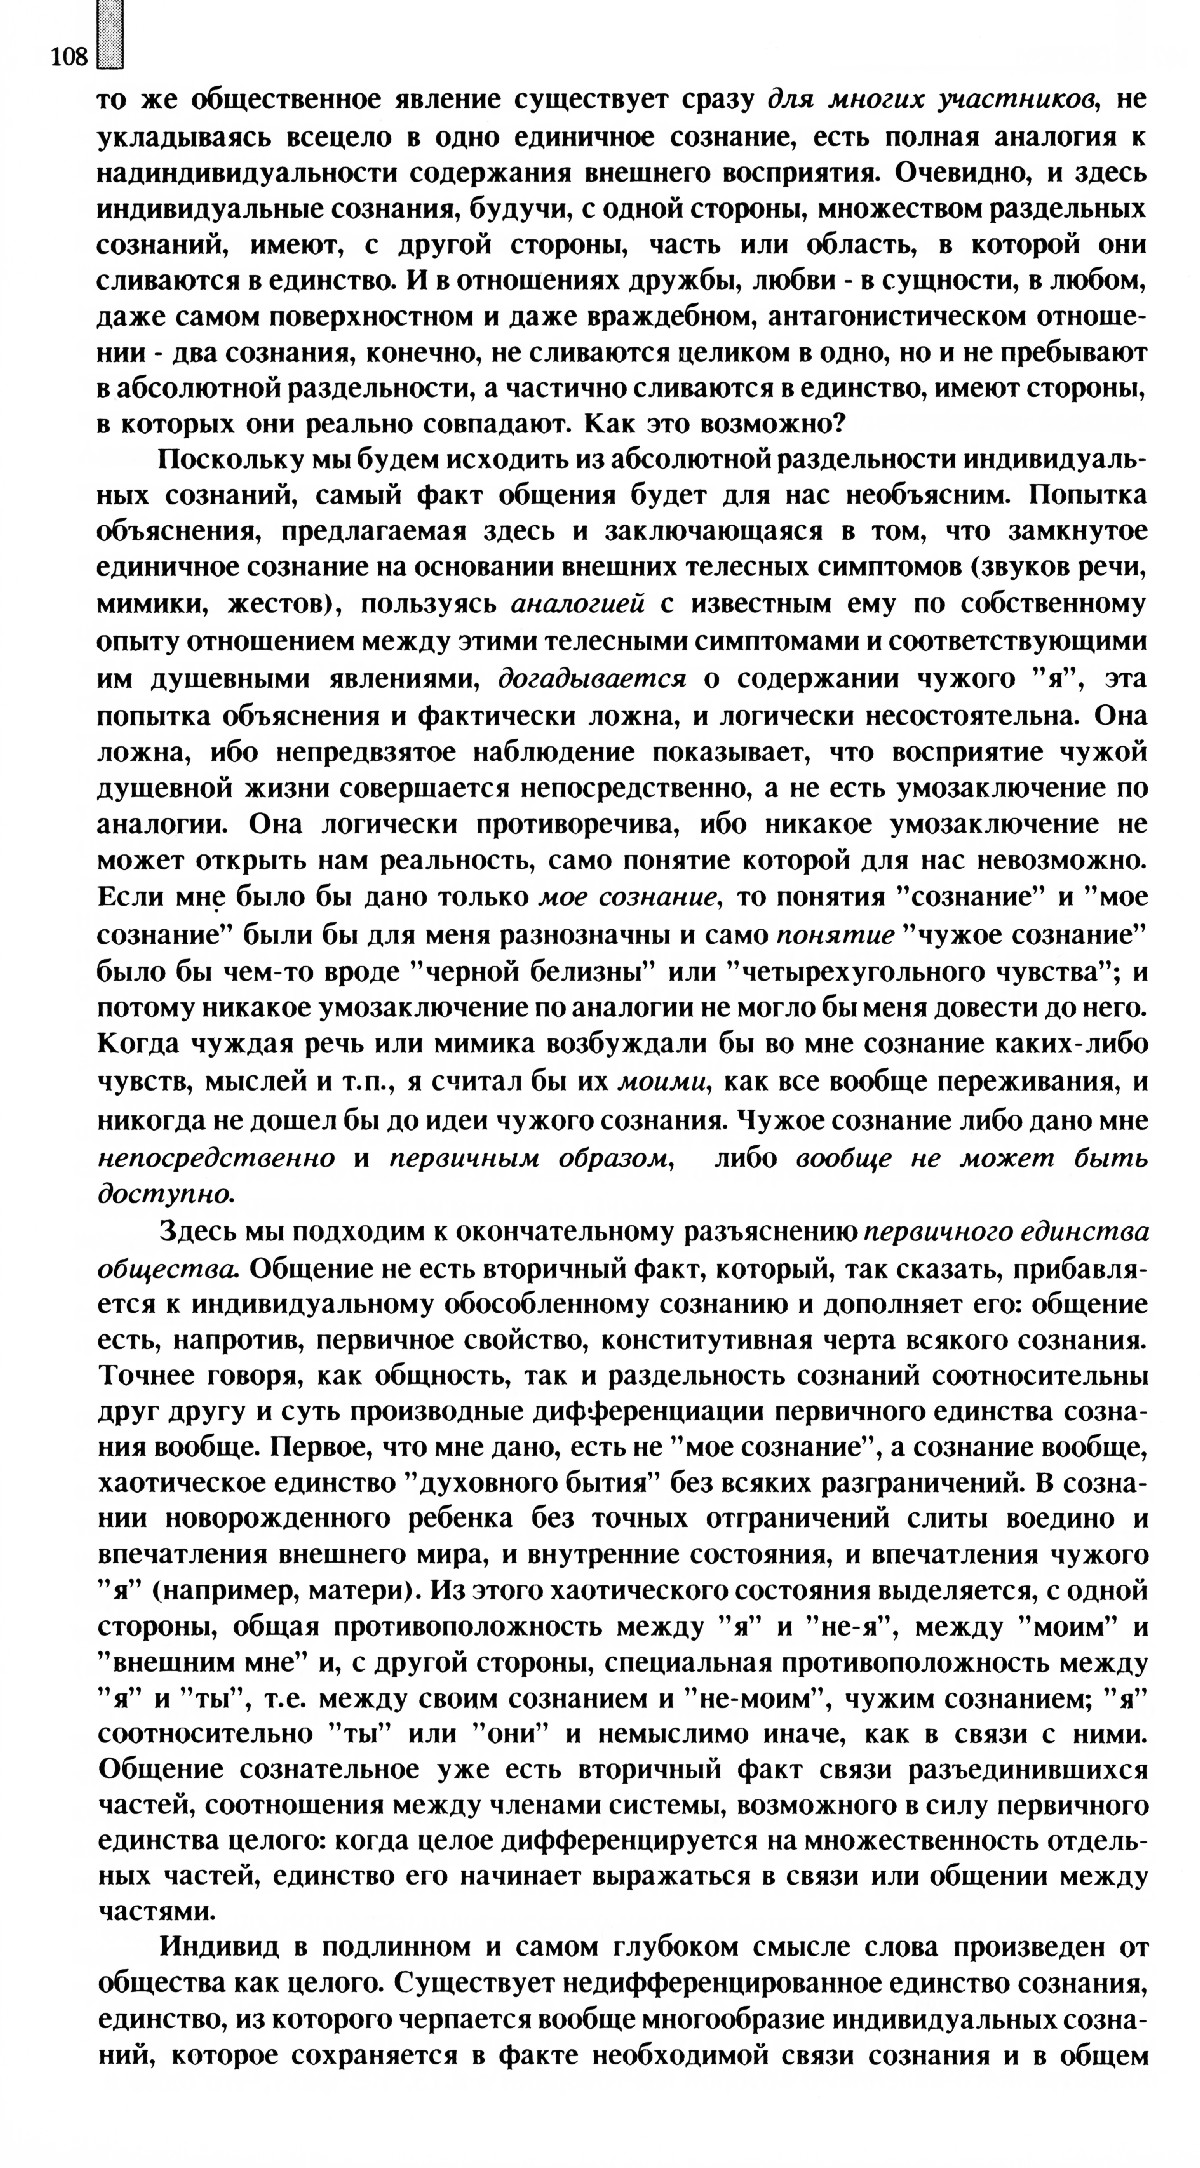 108
то же общественное явление существует сразу для многих участников, не
укладываясь всецело в одно единичное сознание, есть полная аналогия к
надиндивидуальности содержания внешнего восприятия. Очевидно, и здесь
индивидуальные сознания, будучи, с одной стороны, множеством раздельных
сознаний, имеют, с другой стороны, часть или область, в которой они
сливаются в единство. И в отношениях дружбы, любви - в сущности, в любом,
даже самом поверхностном и даже враждебном, антагонистическом отноше-
нии - два сознания, конечно, не сливаются целиком в одно, но и не пребывают
в абсолютной раздельности, а частично сливаются в единство, имеют стороны,
в которых они реально совпадают. Как это возможно?
Поскольку мы будем исходить из абсолютной раздельности индивидуаль-
ных сознаний, самый факт общения будет для нас необъясним. Попытка
объяснения, предлагаемая здесь и заключающаяся в том, что замкнутое
единичное сознание на основании внешних телесных симптомов (звуков речи,
мимики, жестов), пользуясь аналогией с известным ему по собственному
опыту отношением между этими телесными симптомами и соответствующими
им душевными явлениями, догадывается о содержании чужого ”я”, эта
попытка объяснения и фактически ложна, и логически несостоятельна. Она
ложна, ибо непредвзятое наблюдение показывает, что восприятие чужой
душевной жизни совершается непосредственно, а не есть умозаключение по
аналогии. Она логически противоречива, ибо никакое умозаключение не
может открыть нам реальность, само понятие которой для нас невозможно.
Если мне было бы дано только мое сознание, то понятия ”сознание” и ”мое
сознание” были бы для меня разнозначны и само понятие ”чужое сознание”
было бы чем-то вроде ”черной белизны” или ”четырехугольного чувства”; и
потому никакое умозаключение по аналогии не могло бы меня довести до него.
Когда чуждая речь или мимика возбуждали бы во мне сознание каких-либо
чувств, мыслей и т.п., я считал бы их моими, как все вообще переживания, и
никогда не дошел бы до идеи чужого сознания. Чужое сознание либо дано мне
непосредственно и первичным образом, либо вообще не может быть
доступно.
Здесь мы подходим к окончательному разъяснению первичного единства
общества. Общение не есть вторичный факт, который, так сказать, прибавля-
ется к индивидуальному обособленному сознанию и дополняет его: общение
есть, напротив, первичное свойство, конститутивная черта всякого сознания.
Точнее говоря, как общность, так и раздельность сознаний соотносительны
друг другу и суть производные дифференциации первичного единства созна-
ния вообще. Первое, что мне дано, есть не ”мое сознание”, а сознание вообще,
хаотическое единство ”духовного бытия” без всяких разграничений. В созна-
нии новорожденного ребенка без точных отграничений слиты воедино и
впечатления внешнего мира, и внутренние состояния, и впечатления чужого
”я” (например, матери). Из этого хаотического состояния выделяется, с одной
стороны, общая противоположность между ”я” и ”не-я”, между ”моим” и
”внешним мне” и, с другой стороны, специальная противоположность между
”я” и ”ты”, т.е. между своим сознанием и ”не-моим”, чужим сознанием; ”я”
соотносительно ”ты” или ”они” и немыслимо иначе, как в связи с ними.
Общение сознательное уже есть вторичный факт связи разъединившихся
частей, соотношения между членами системы, возможного в силу первичного
единства целого: когда целое дифференцируется на множественность отдель-
ных частей, единство его начинает выражаться в связи или общении между
частями.
Индивид в подлинном и самом глубоком смысле слова произведен от
общества как целого. Существует недифференцированное единство сознания,
единство, из которого черпается вообще многообразие индивидуальных созна-
ний, которое сохраняется в факте необходимой связи сознания и в общем